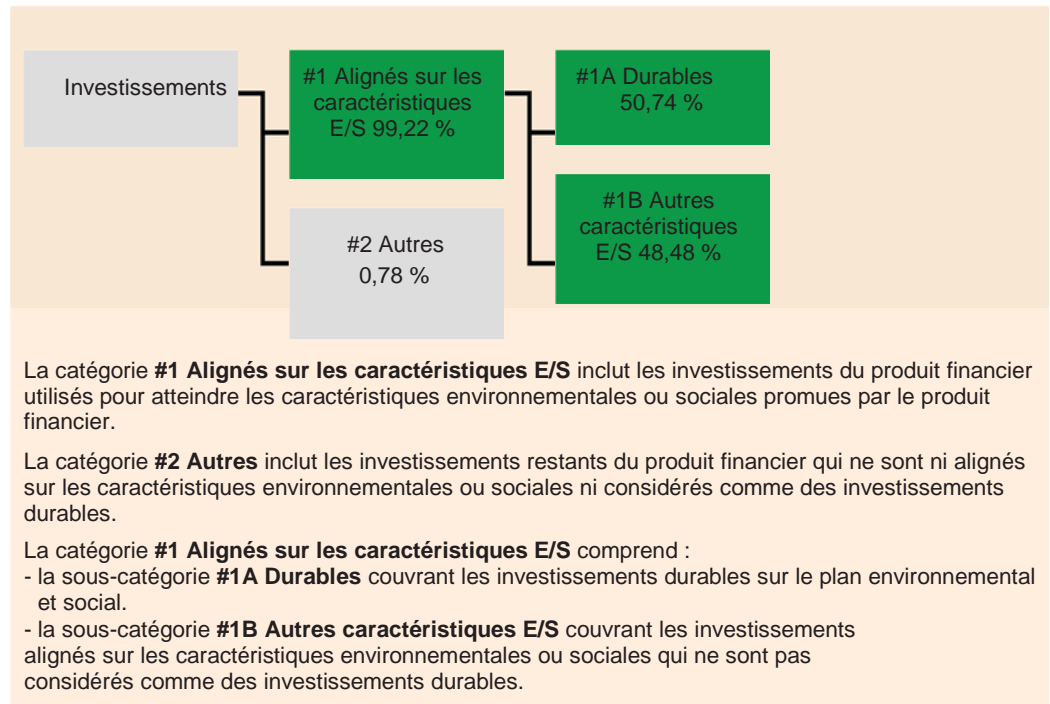 Investissements
#1 Alignés sur les
caractéristiques
E/S 99,22 %
#1A Durables
50,74 %
#1B Autres
caractéristiques
E/S 48,48 %
#2 Autres
0,78 %
La catégorie #1 Alignés sur les caractéristiques E/S inclut les investissements du produit financier
utilisés pour atteindre les caractéristiques environnementales ou sociales promues par le produit
financier.
La catégorie #2 Autres inclut les investissements restants du produit financier qui ne sont ni alignés
sur les caractéristiques environnementales ou sociales ni considérés comme des investissements
durables.
La catégorie #1 Alignés sur les caractéristiques E/S comprend :
- la sous-catégorie #1A Durables couvrant les investissements durables sur le plan environnemental
et social.
- la sous-catégorie #1B Autres caractéristiques E/S couvrant les investissements
alignés sur les caractéristiques environnementales ou sociales qui ne sont pas
considérés comme des investissements durables.